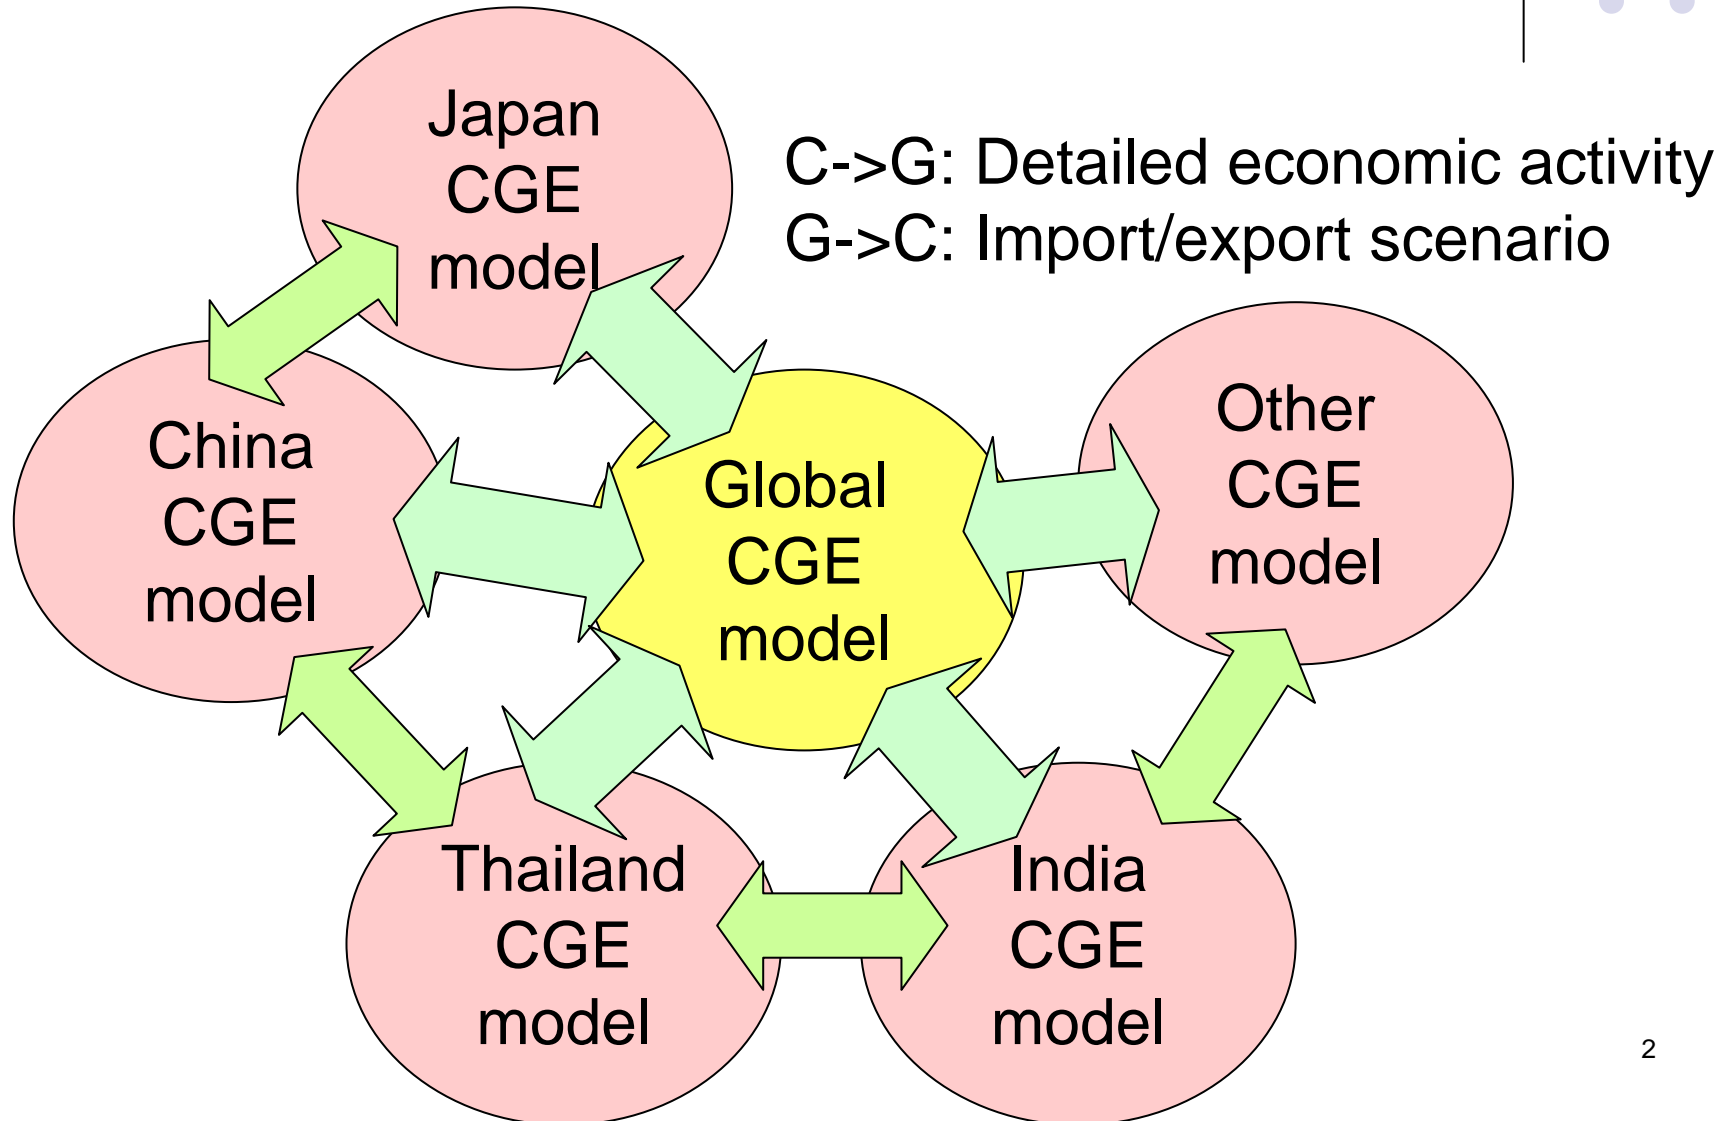 Japan
CGE
model
C->G: Detailed economic activity
G->C: Import/export scenario
China
CGE
model
Global
CGE
model
Other
CGE
model
Thailand
CGE
model
India
CGE
model
2